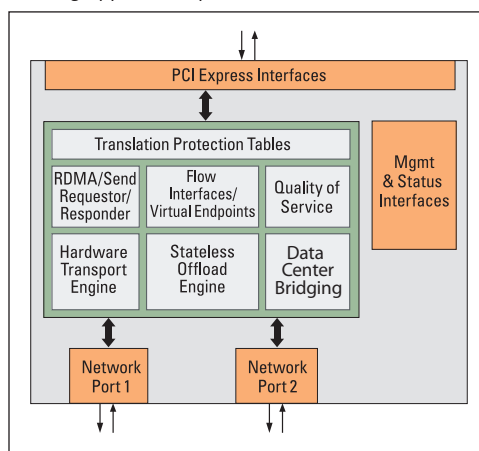 PCI Express Interfaces
Translation Protection Tables
RDMA/Send
Requestor/
Responder
Flow
Interfaces/
Virtual Endpoints
Quality of
Service
Hardware
Transport
Engine
Stateless
Offload
Engine
Data
Center
Bridging
Mgmt
& Status
Interfaces
Network
Port 1
Network
Port 2